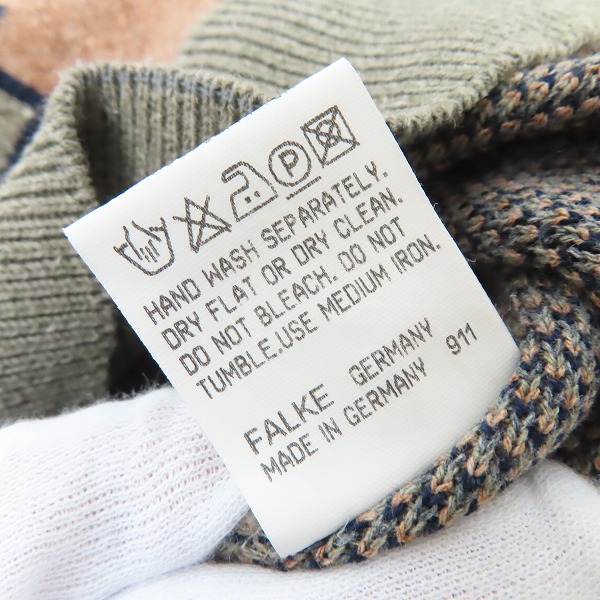 P
HAND WASH SEPARATELY.
DRY FLAT OR DRY CLEAN.
DO NOT BLEACH. DO NOT
TUMBLE.USE MEDIUM IRON.
FALKE GERMANY
MADE IN GERMANY 911